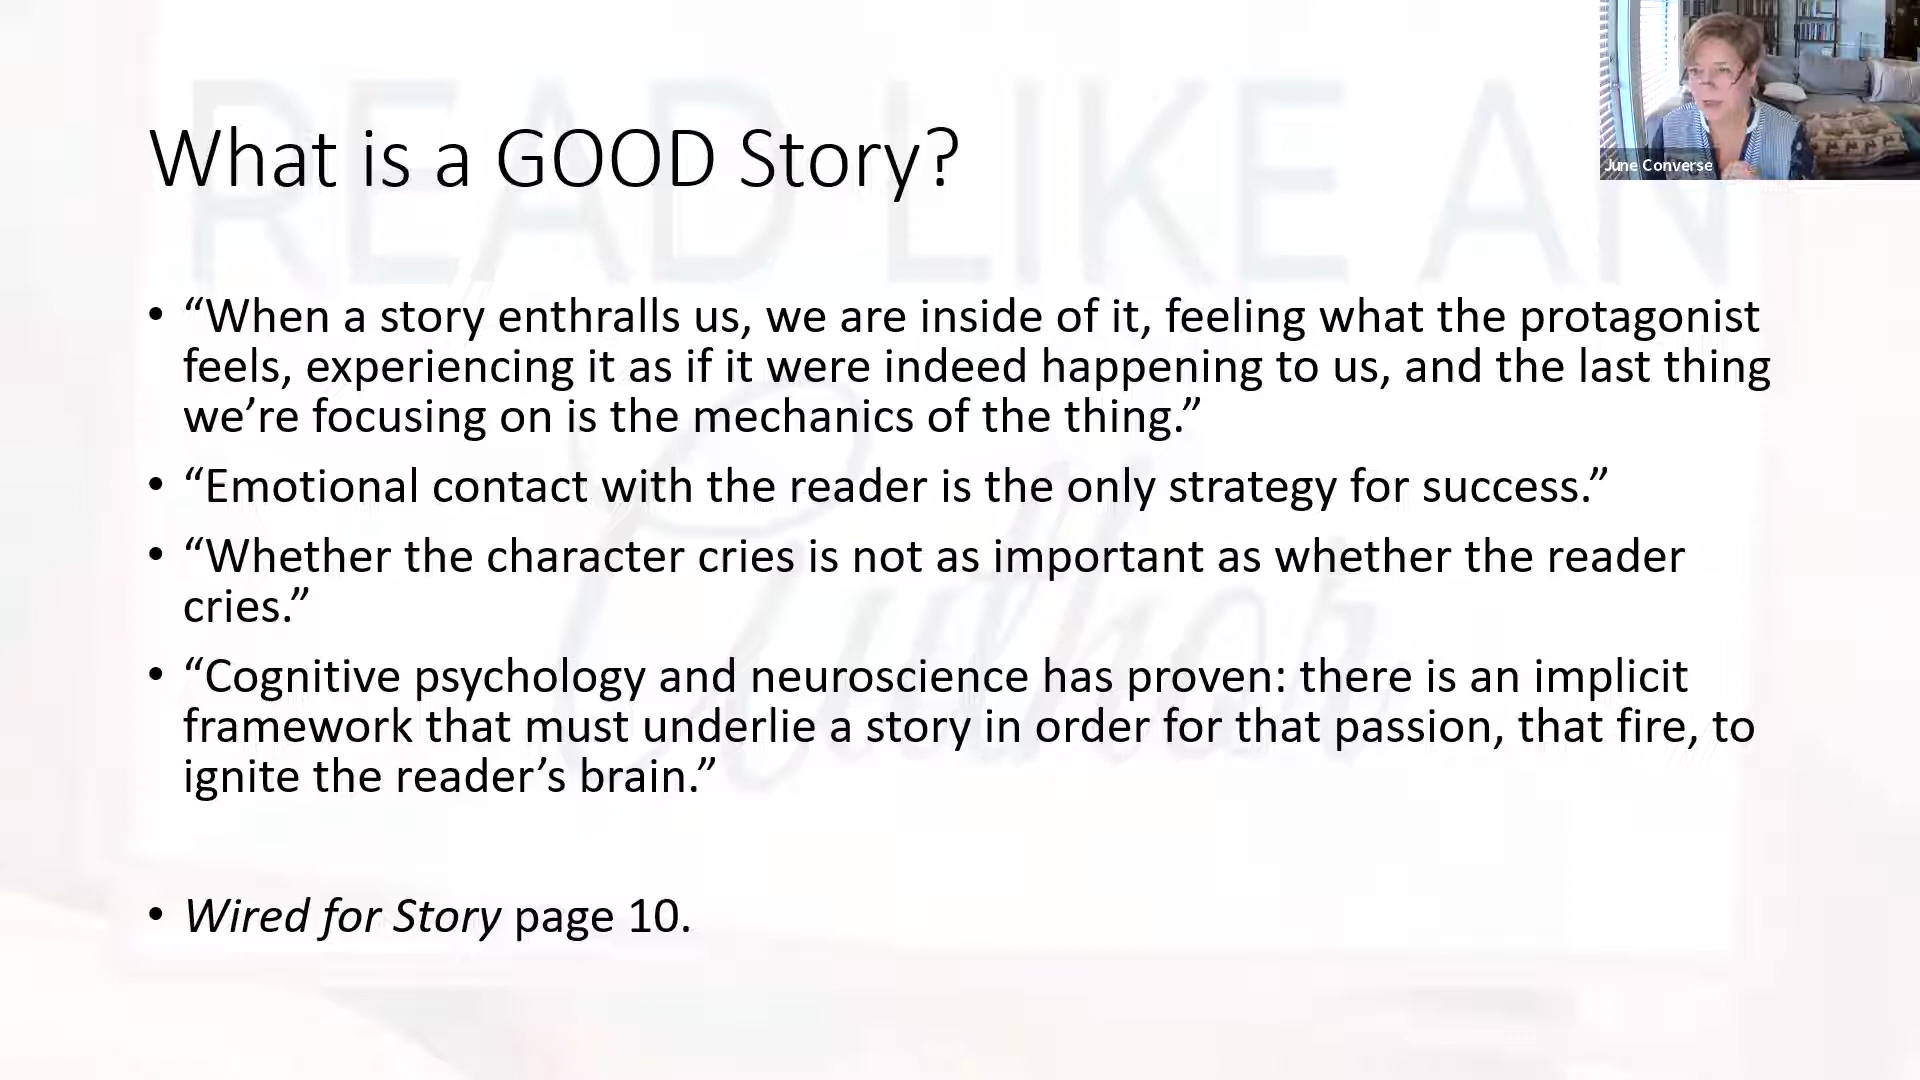 READ LIKE AN
June Converse
What is a GOOD Story?
• “When a story enthralls us, we are inside of it, feeling what the protagonist
feels, experiencing it as if it were indeed happening to us, and the last thing
we’re focusing on is the mechanics of the thing.”
• “Emotional contact with the reader is the only strategy for success.”
• “Whether the character cries is not as important as whether the reader
cries.”
Author
• “Cognitive psychology and neuroscience has proven: there is an implicit
framework that must underlie a story in order for that passion, that fire, to
ignite the reader’s brain.”
• Wired for Story page 10.